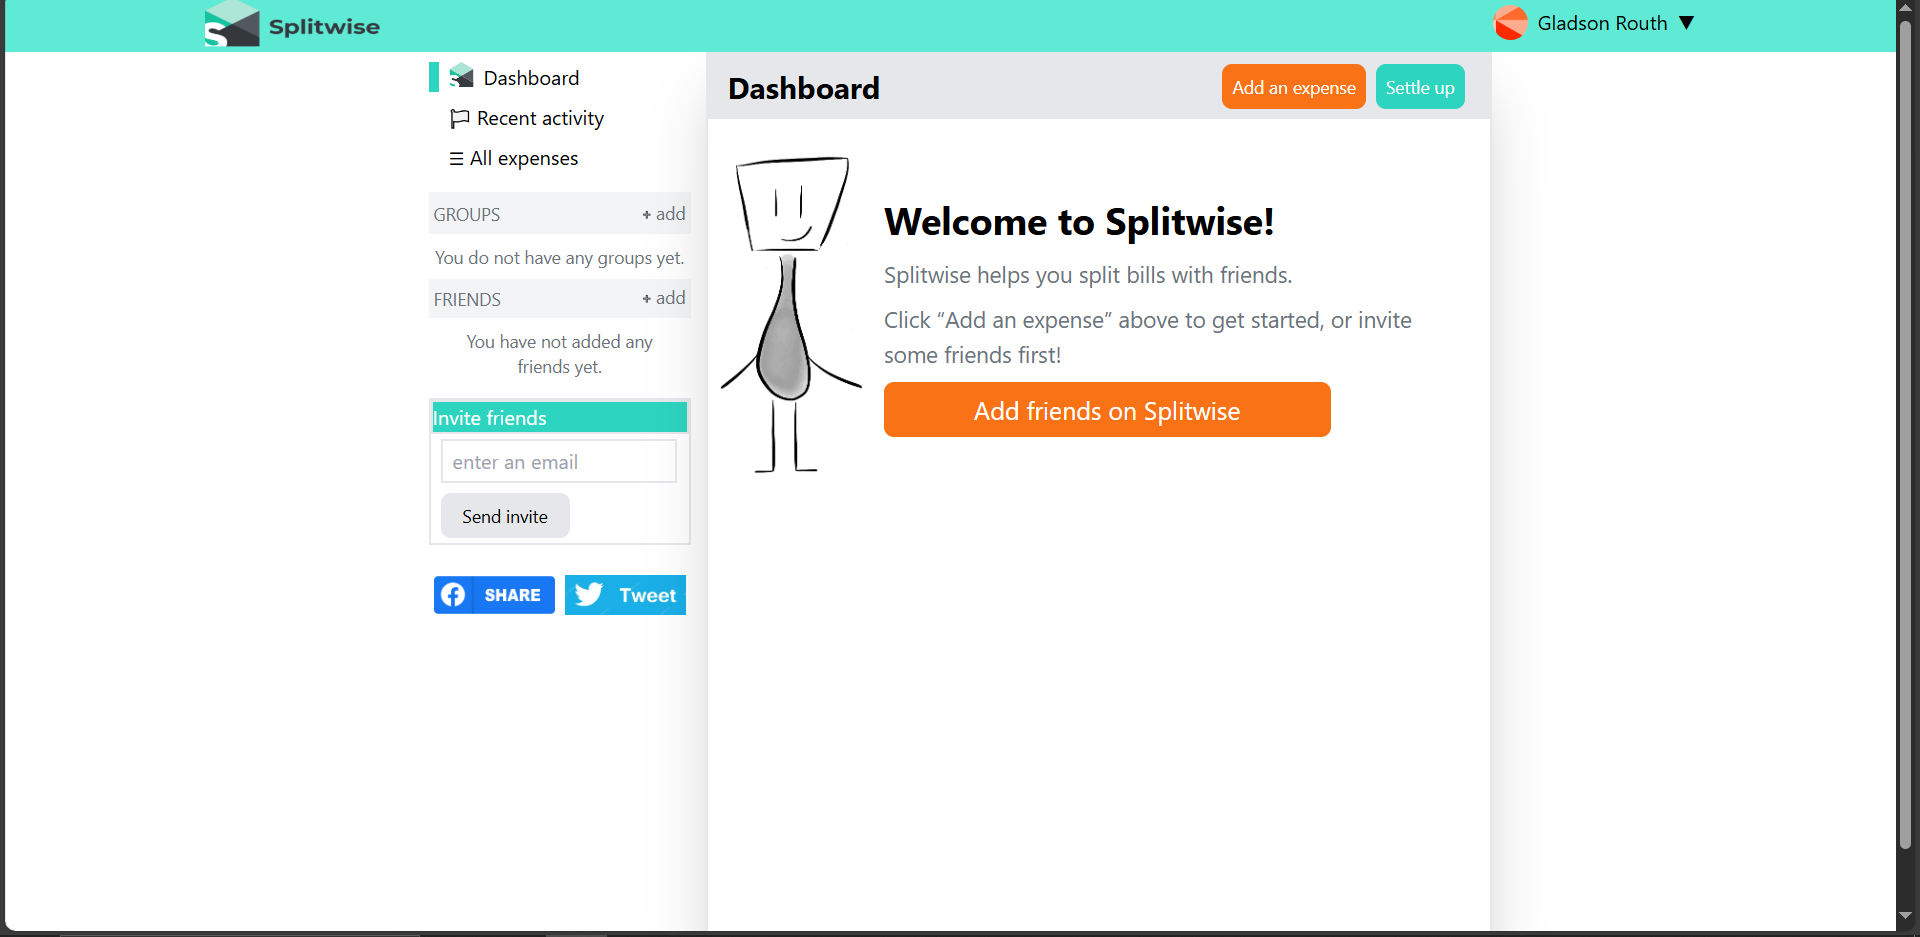 Splitwise
Gladson Routh ▼
Dashboard
Recent activity
☰ All expenses
GROUPS
+ add
You do not have any groups yet.
FRIENDS
+ add
You have not added any
friends yet.
Invite friends
enter an email
Send invite
SHARE
Tweet
Dashboard
Add an expense
Settle up
Welcome to Splitwise!
Splitwise helps you split bills with friends.
Click “Add an expense” above to get started, or invite
some friends first!
Add friends on Splitwise